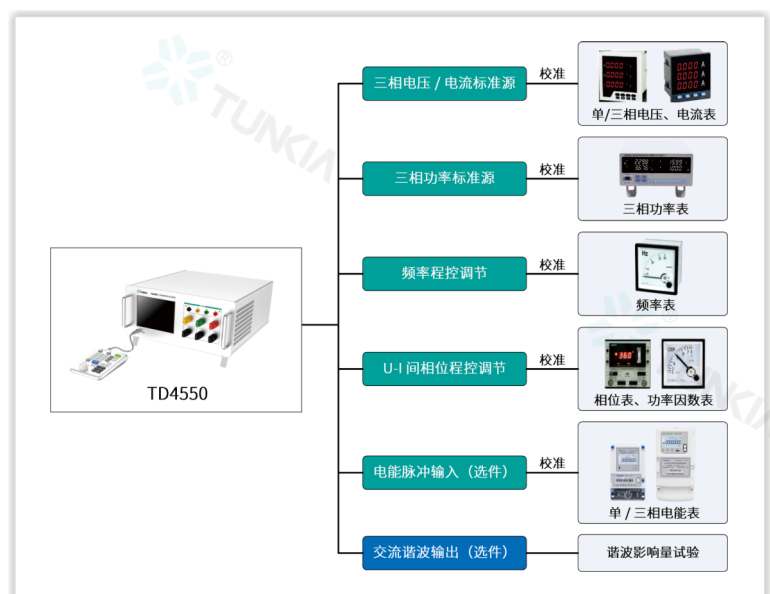 TUNKIA
®
三相电压 / 电流标准源
校准
单/三相电压、电流表
三相功率标准源
校准
三相功率表
频率程控调节
校准
Hz
频率表
TD4550
U-I 间相位程控调节
校准
360°
相位表、功率因数表
电能脉冲输入（选件）
校准
单 / 三相电能表
交流谐波输出（选件）
谐波影响量试验